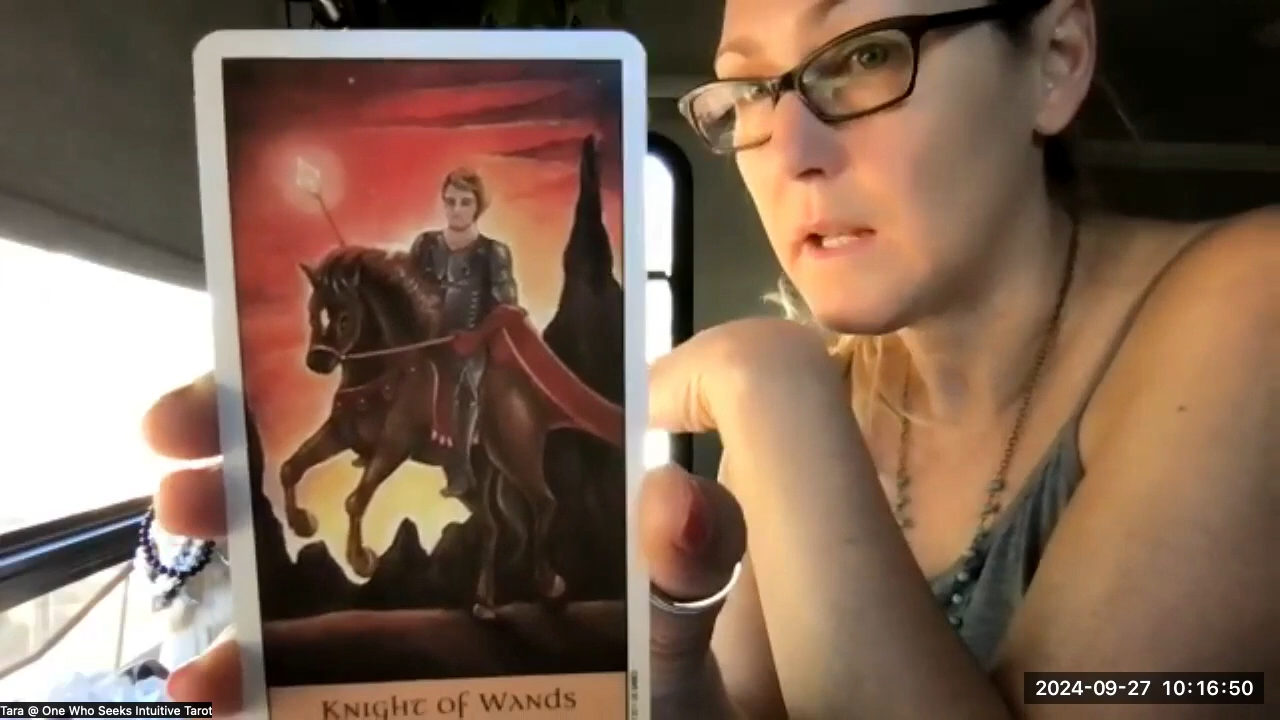 KNIGHT OF WANDS
2024-09-27 10:16:50
Tara @ One Who Seeks Intuitive Tarot